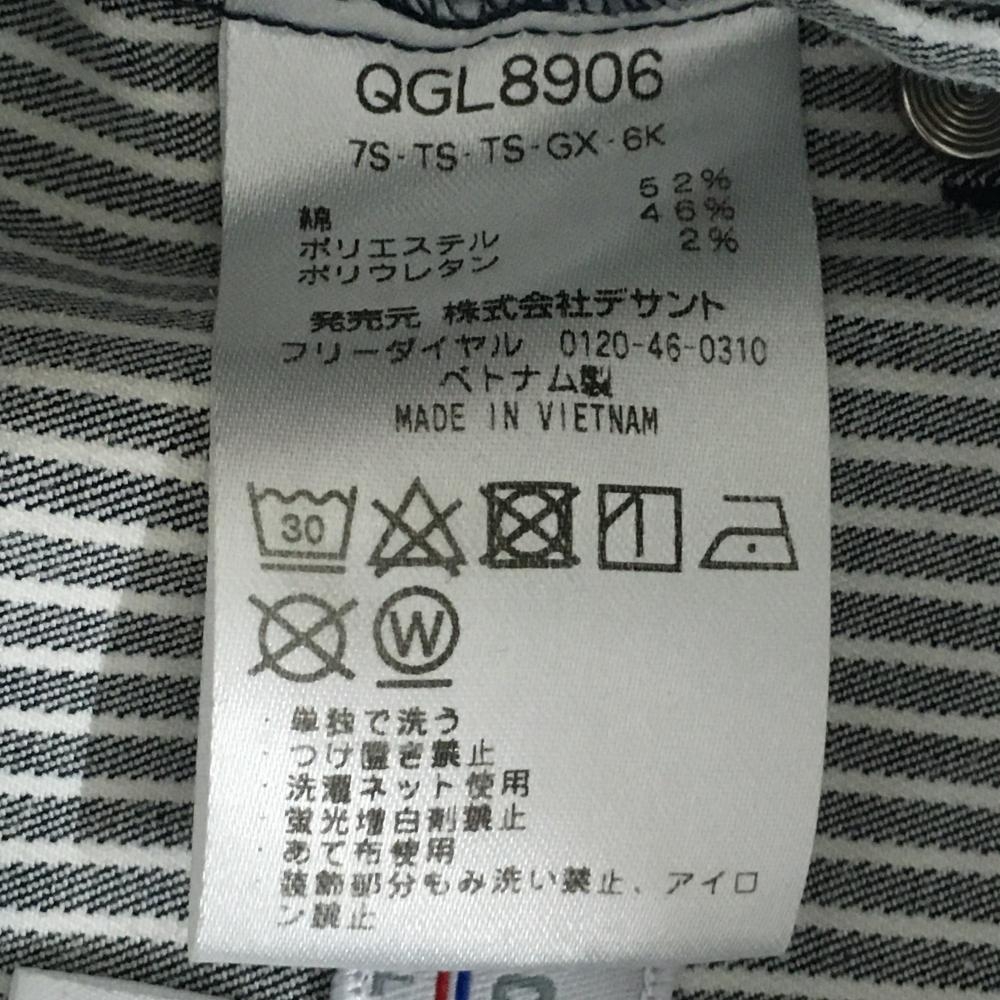 QGL8906
7S-TS-TS-GX-6K
綿 52%
ポリエステル 46%
ポリウレタン 2%
発売元 株式会社デサント
フリーダイヤル 0120-46-0310
ベトナム製
MADE IN VIETNAM
30
W
・単独で洗う
・つけ置き禁止
・洗濯ネット使用
・蛍光増白剤禁止
・あて布使用
・装飾部分もみ洗い禁止、アイロ
ン禁止